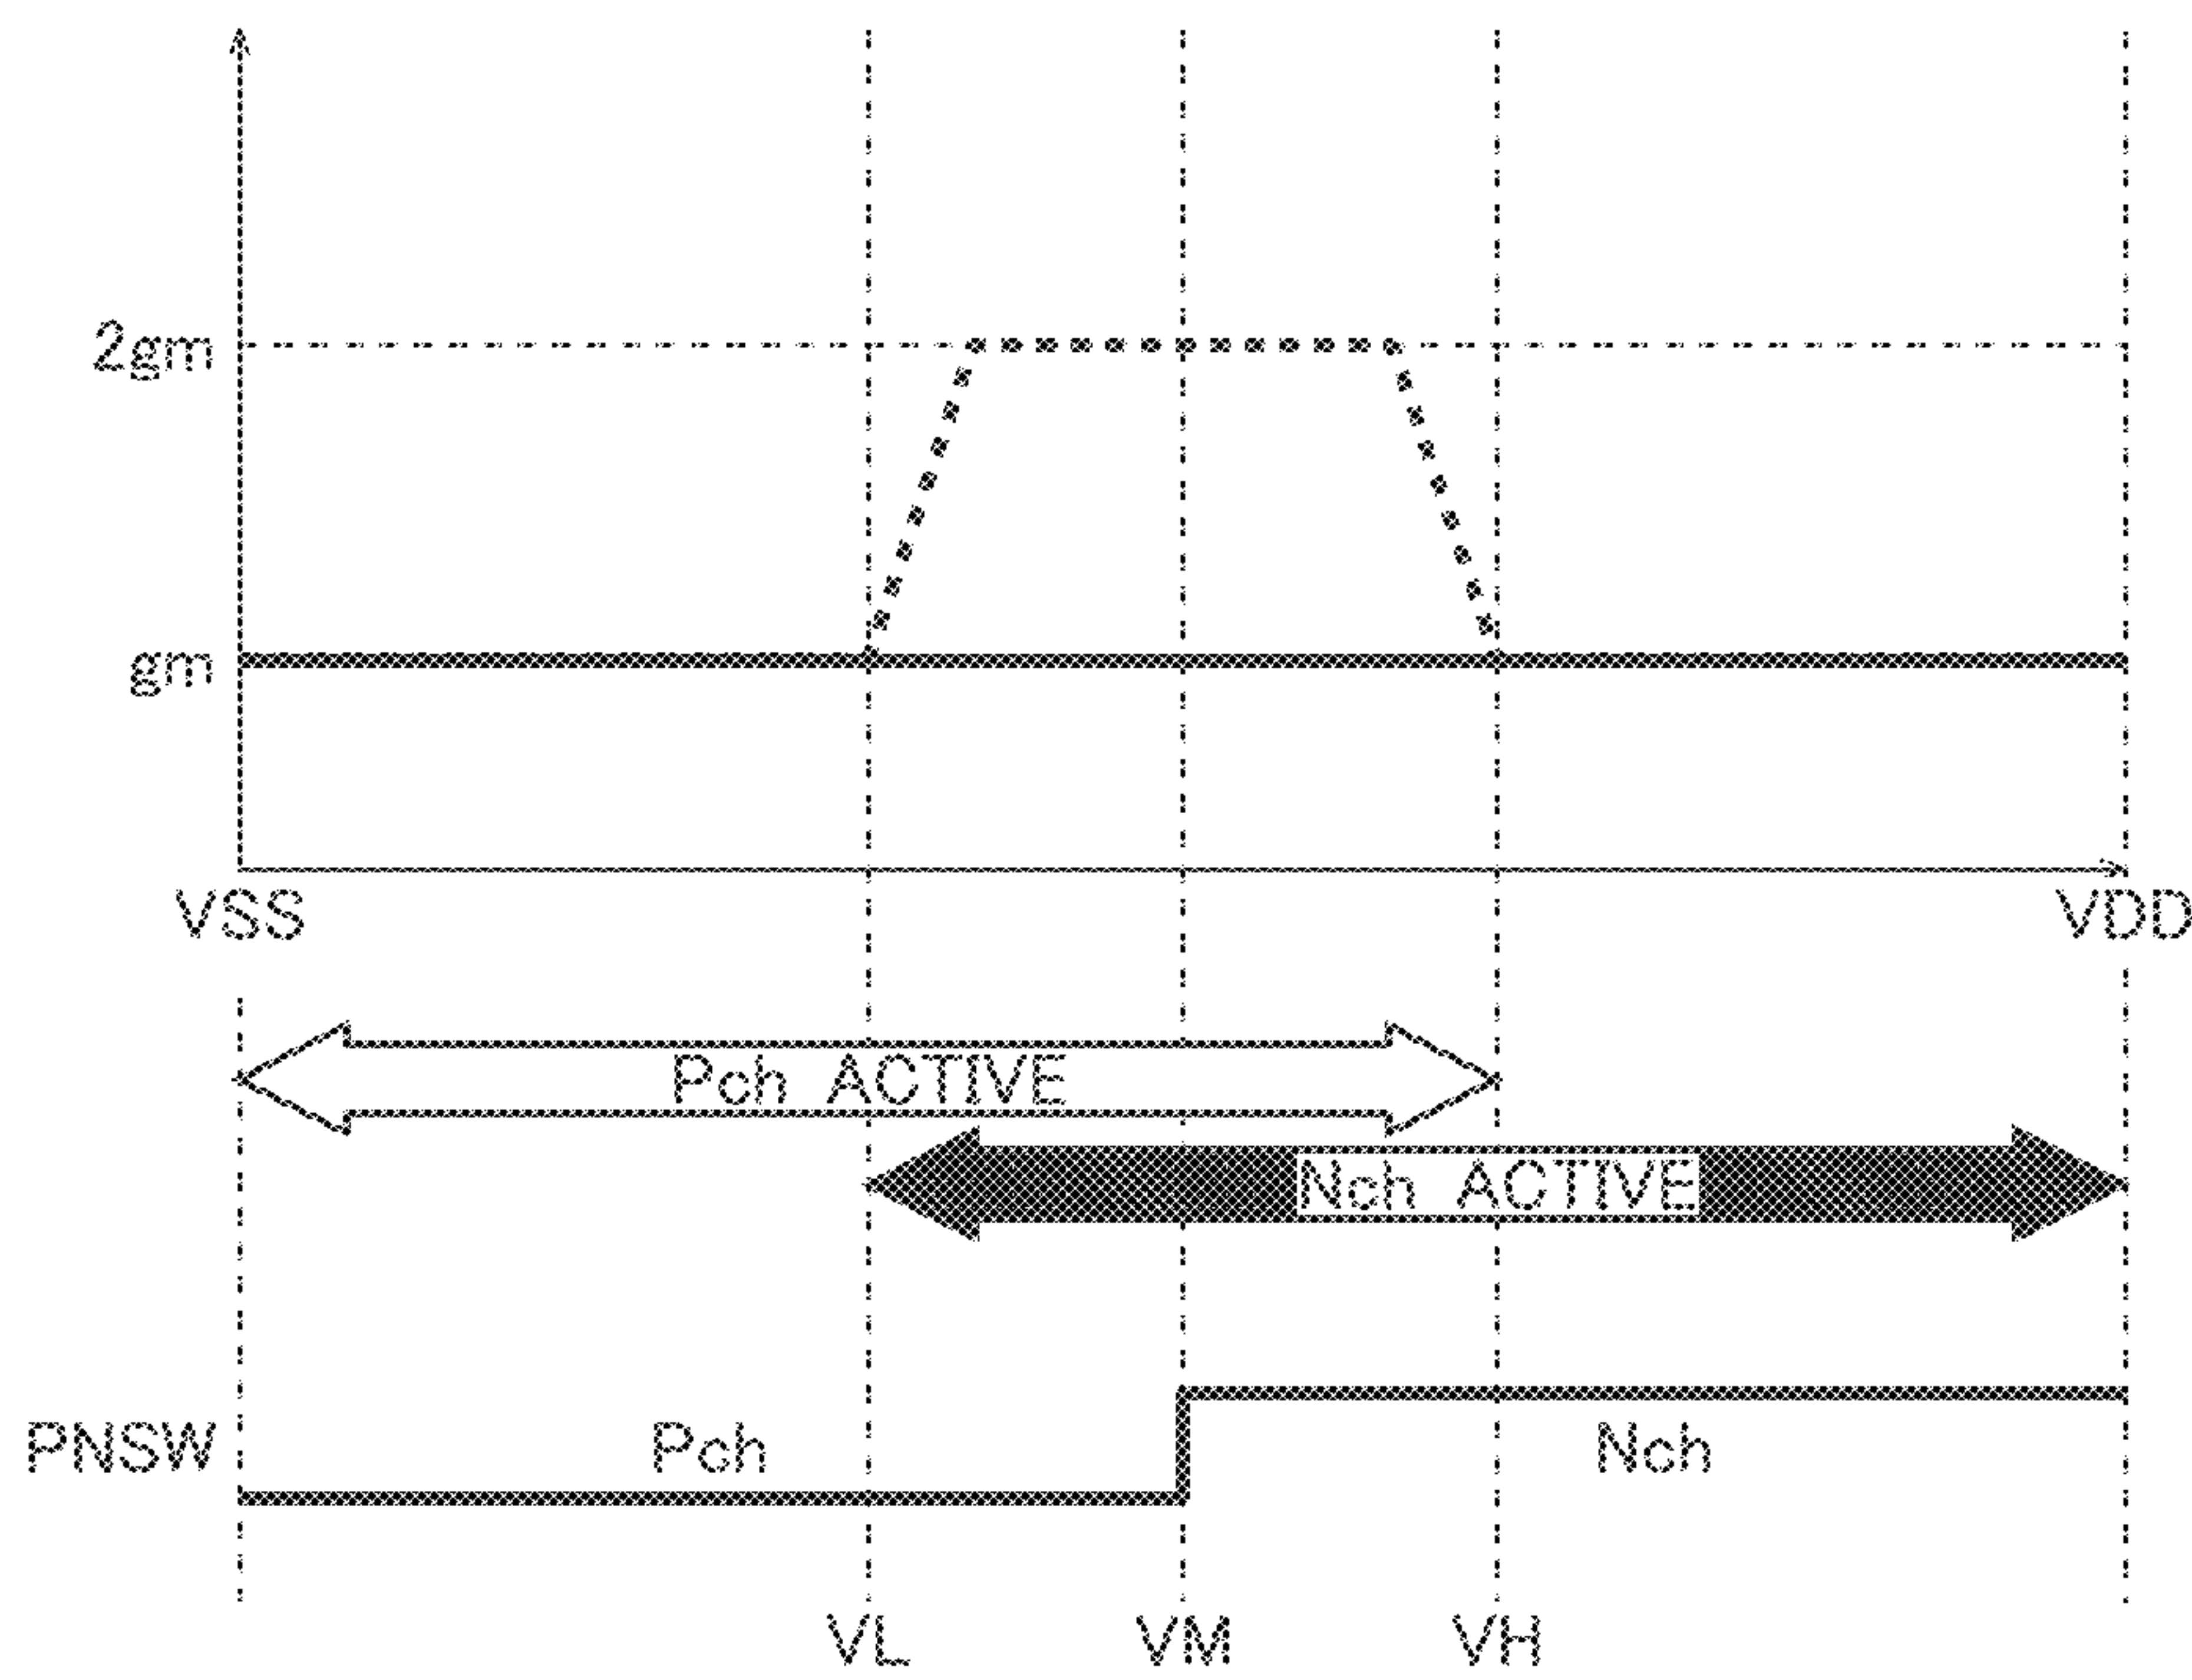 2gm
gm
VSS
VDD
Pch ACTIVE
Nch ACTIVE
PNSW
Pch
Nch
VL
VM
VH